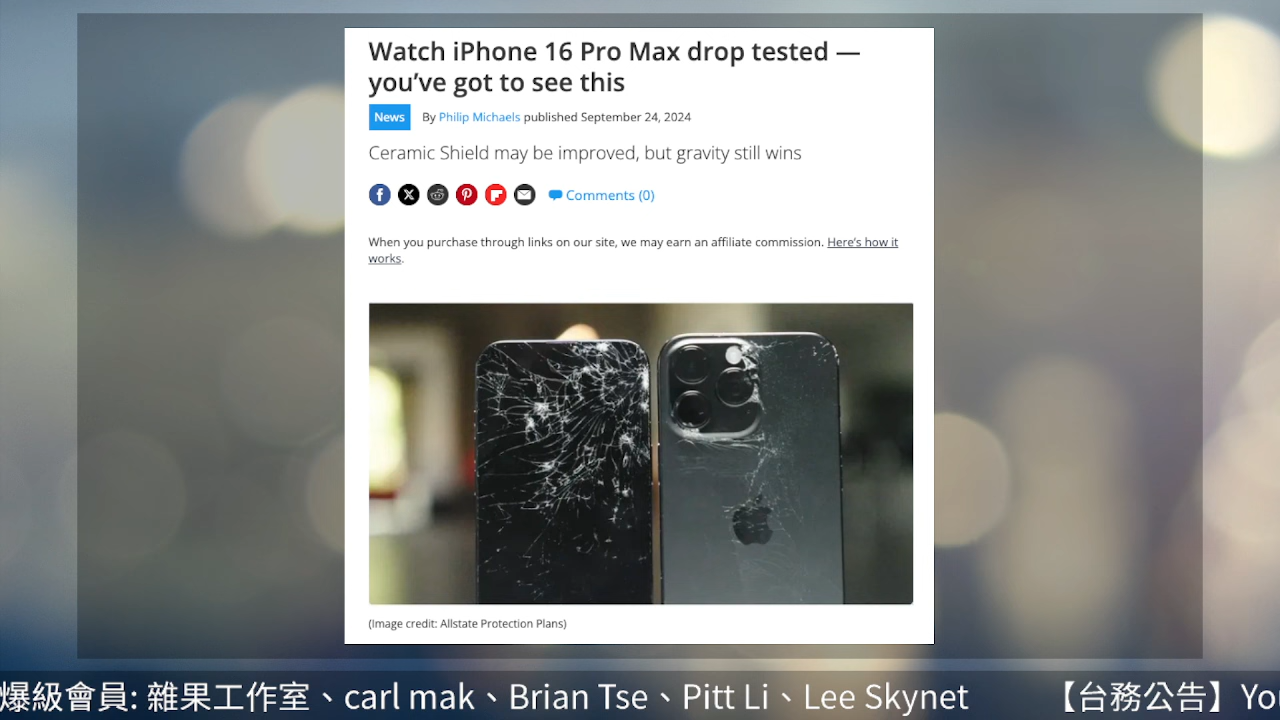 Watch iPhone 16 Pro Max drop tested —
you’ve got to see this
News By Philip Michaels published September 24, 2024
Ceramic Shield may be improved, but gravity still wins
Comments (0)
When you purchase through links on our site, we may earn an affiliate commission. Here’s how it
works.
(Image credit: Allstate Protection Plans)
爆級會員: 雜果工作室、carl mak、Brian Tse、Pitt Li、Lee Skynet 【台務公告】Yo